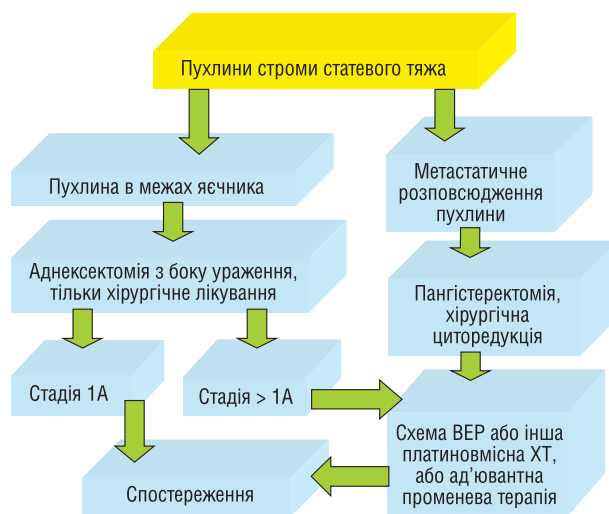 Пухлини строми статевого тяжа
Пухлина в межах яєчника
Метастатичне
розповсюдження
пухлини
Аднексектомія з боку ураження,
тільки хірургічне лікування
Пангістеректомія,
хірургічна
циторедукція
Стадія 1А
Стадія > 1А
Схема ВЕР або інша
платиновмісна ХТ,
або ад’ювантна
променева терапія
Спостереження